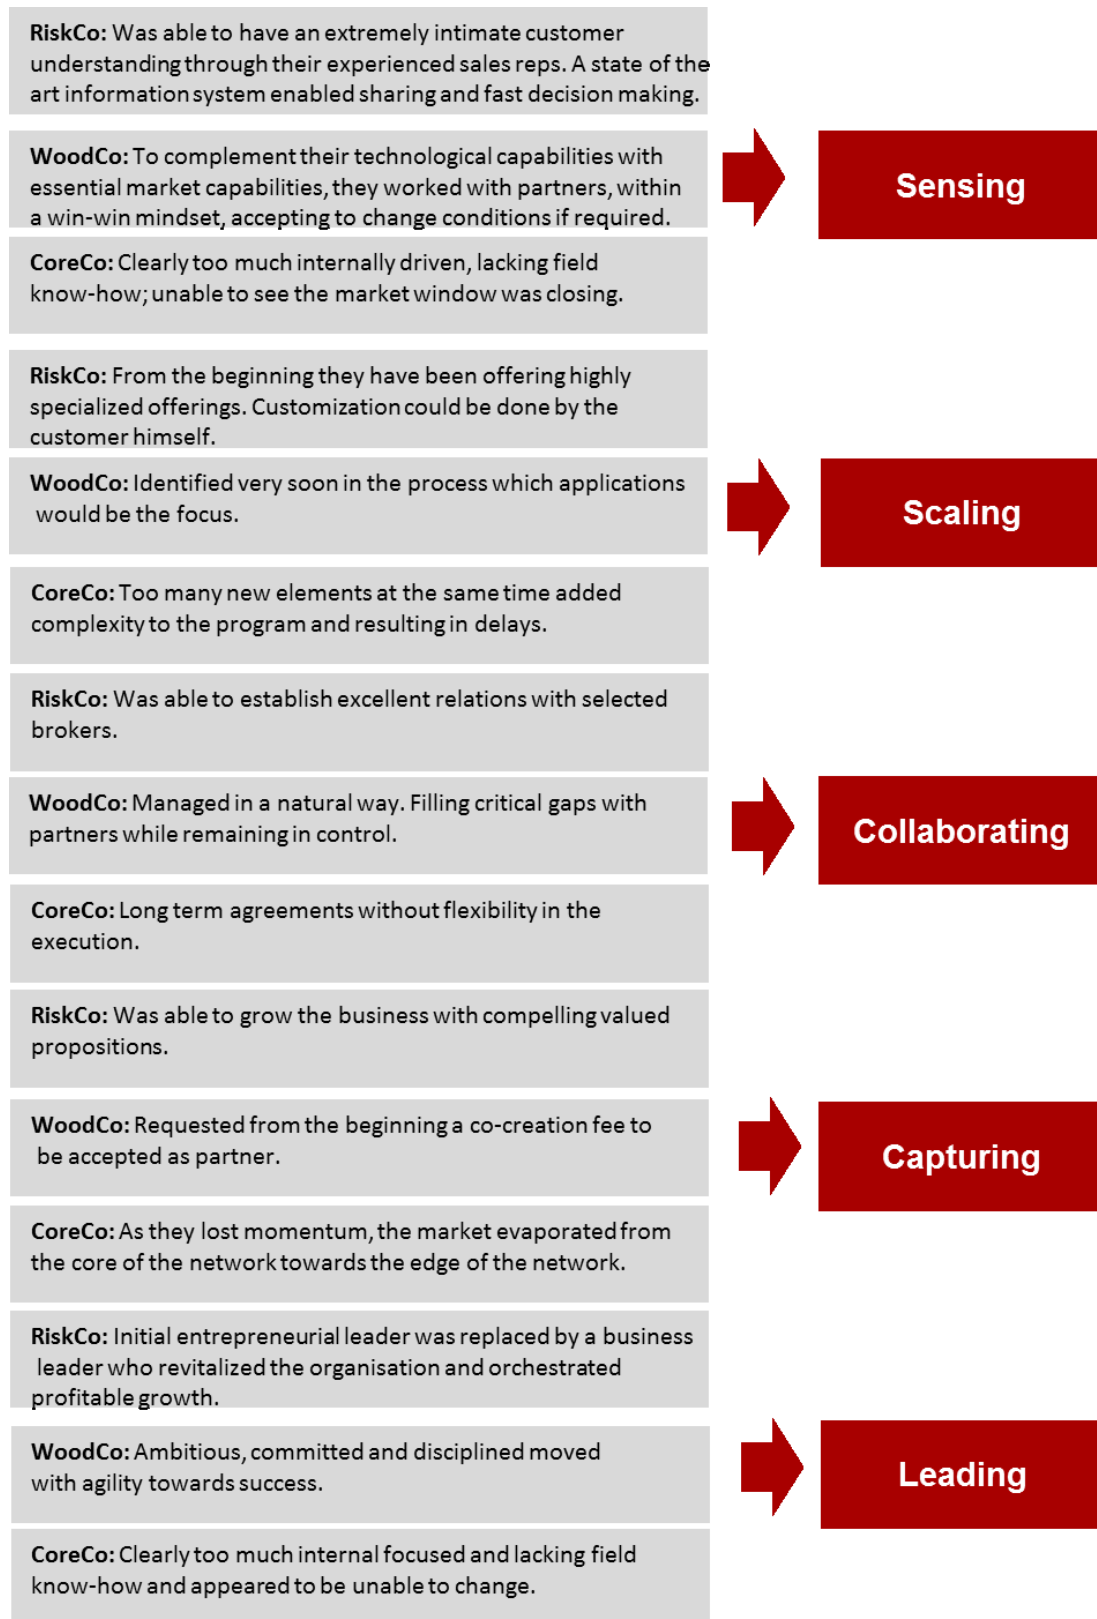 RiskCo: Was able to have an extremely intimate customer
understanding through their experienced sales reps. A state of the
art information system enabled sharing and fast decision making.
WoodCo: To complement their technological capabilities with
essential market capabilities, they worked with partners, within
a win-win mindset, accepting to change conditions if required.
Sensing
CoreCo: Clearly too much internally driven, lacking field
know-how; unable to see the market window was closing.
RiskCo: From the beginning they have been offering highly
specialized offerings. Customization could be done by the
customer himself.
WoodCo: Identified very soon in the process which applications
would be the focus.
Scaling
CoreCo: Too many new elements at the same time added
complexity to the program and resulting in delays.
RiskCo: Was able to establish excellent relations with selected
brokers.
WoodCo: Managed in a natural way. Filling critical gaps with
partners while remaining in control.
Collaborating
CoreCo: Long term agreements without flexibility in the
execution.
RiskCo: Was able to grow the business with compelling valued
propositions.
WoodCo: Requested from the beginning a co-creation fee to
be accepted as partner.
Capturing
CoreCo: As they lost momentum, the market evaporated from
the core of the network towards the edge of the network.
RiskCo: Initial entrepreneurial leader was replaced by a business
leader who revitalized the organisation and orchestrated
profitable growth.
WoodCo: Ambitious, committed and disciplined moved
with agility towards success.
Leading
CoreCo: Clearly too much internal focused and lacking field
know-how and appeared to be unable to change.